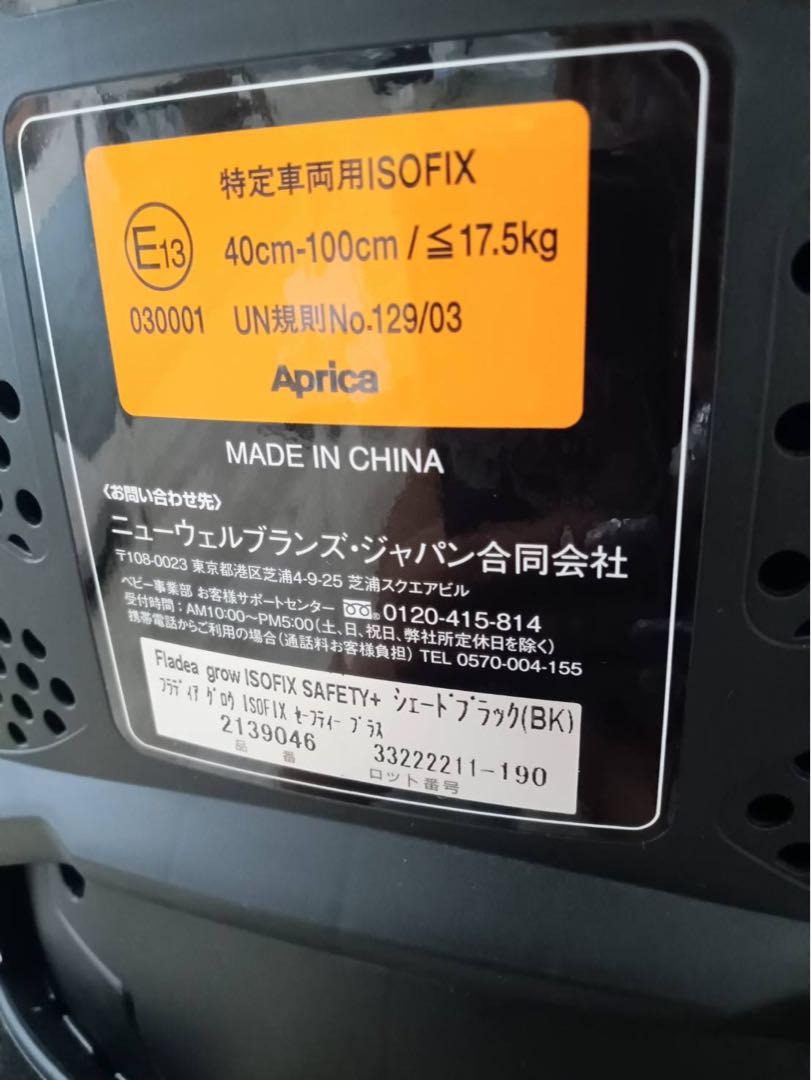 特定車両用ISOFIX
E13 40cm-100cm / ≦17.5kg
030001 UN規則No.129/03
Aprica
MADE IN CHINA
〈お問い合わせ先〉
ニューウェルブランズ・ジャパン合同会社
〒108-0023 東京都港区芝浦4-9-25 芝浦スクエアビル
ベビー事業部 お客様サポートセンター 0120-415-814
受付時間：AM10:00〜PM5:00(土、日、祝日、弊社所定休日を除く)
携帯電話からご利用の場合(通話料お客様負担) TEL 0570-004-155
Fladea grow ISOFIX SAFETY+ シェードブラック(BK)
フラディア グロウ ISOFIX セーフティー プラス
2139046 33222211-190
品番 ロット番号